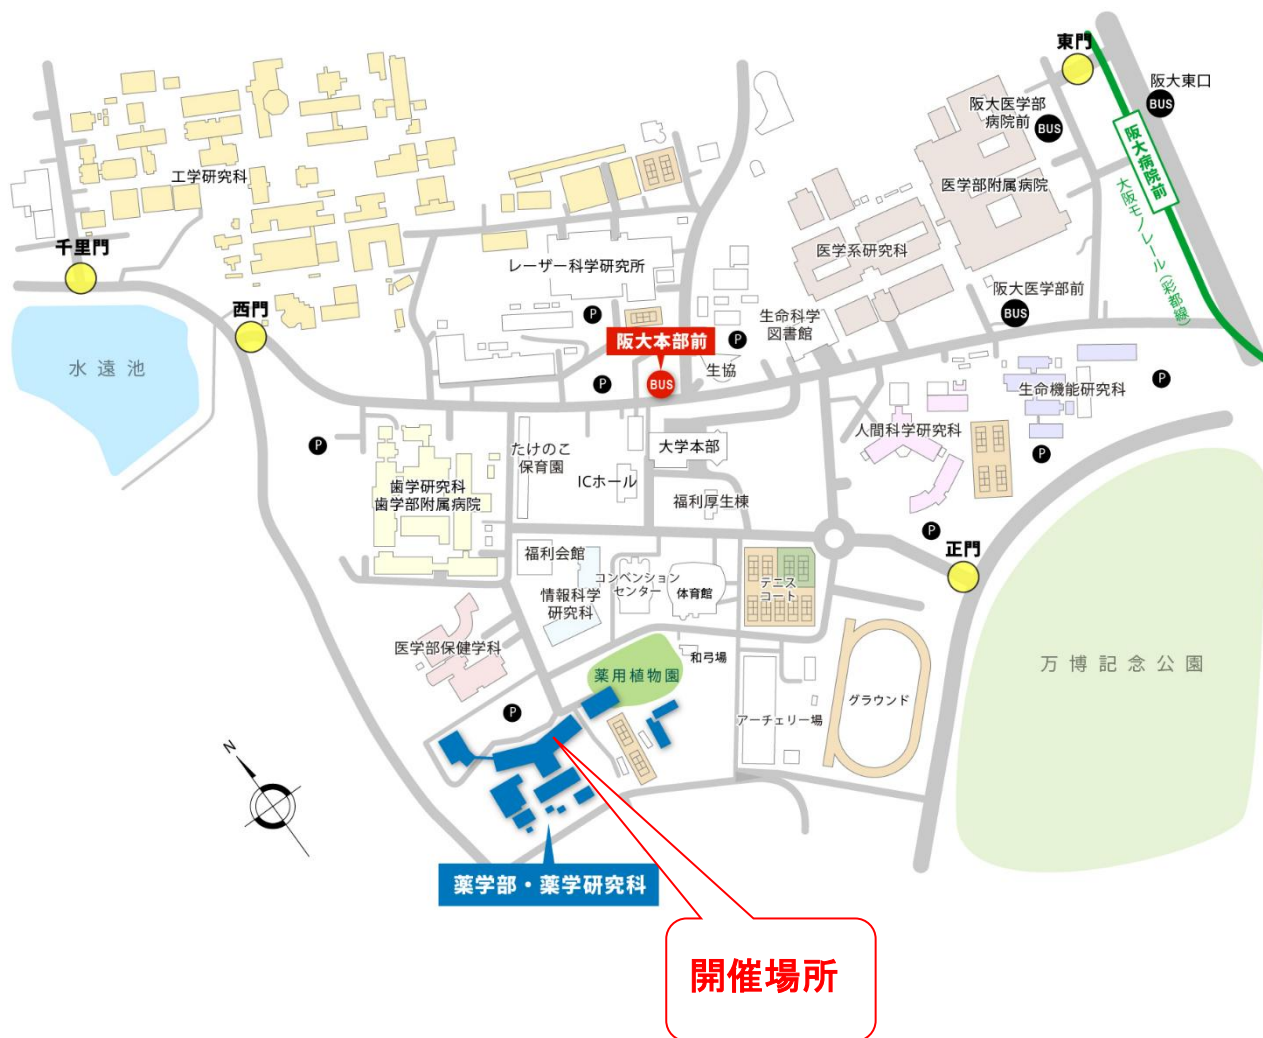 東門
阪大東口
BUS
阪大医学部
病院前
BUS
阪大病院前
大阪モノレール(彩都線)
工学研究科
医学部附属病院
千里門
レーザー科学研究所
医学系研究科
西門
阪大医学部前
BUS
P
生命科学
図書館
阪大本部前
P
水遠池
生協
BUS
P
P
生命機能研究科
人間科学研究科
P
たけのこ
保育園
大学本部
P
歯学研究科
歯学部附属病院
ICホール
福利厚生棟
P
正門
福利会館
コンベンション
センター
体育館
テニス
コート
情報科学
研究科
医学部保健学科
和弓場
万博記念公園
薬用植物園
グラウンド
P
アーチェリー場
N
薬学部・薬学研究科
開催場所